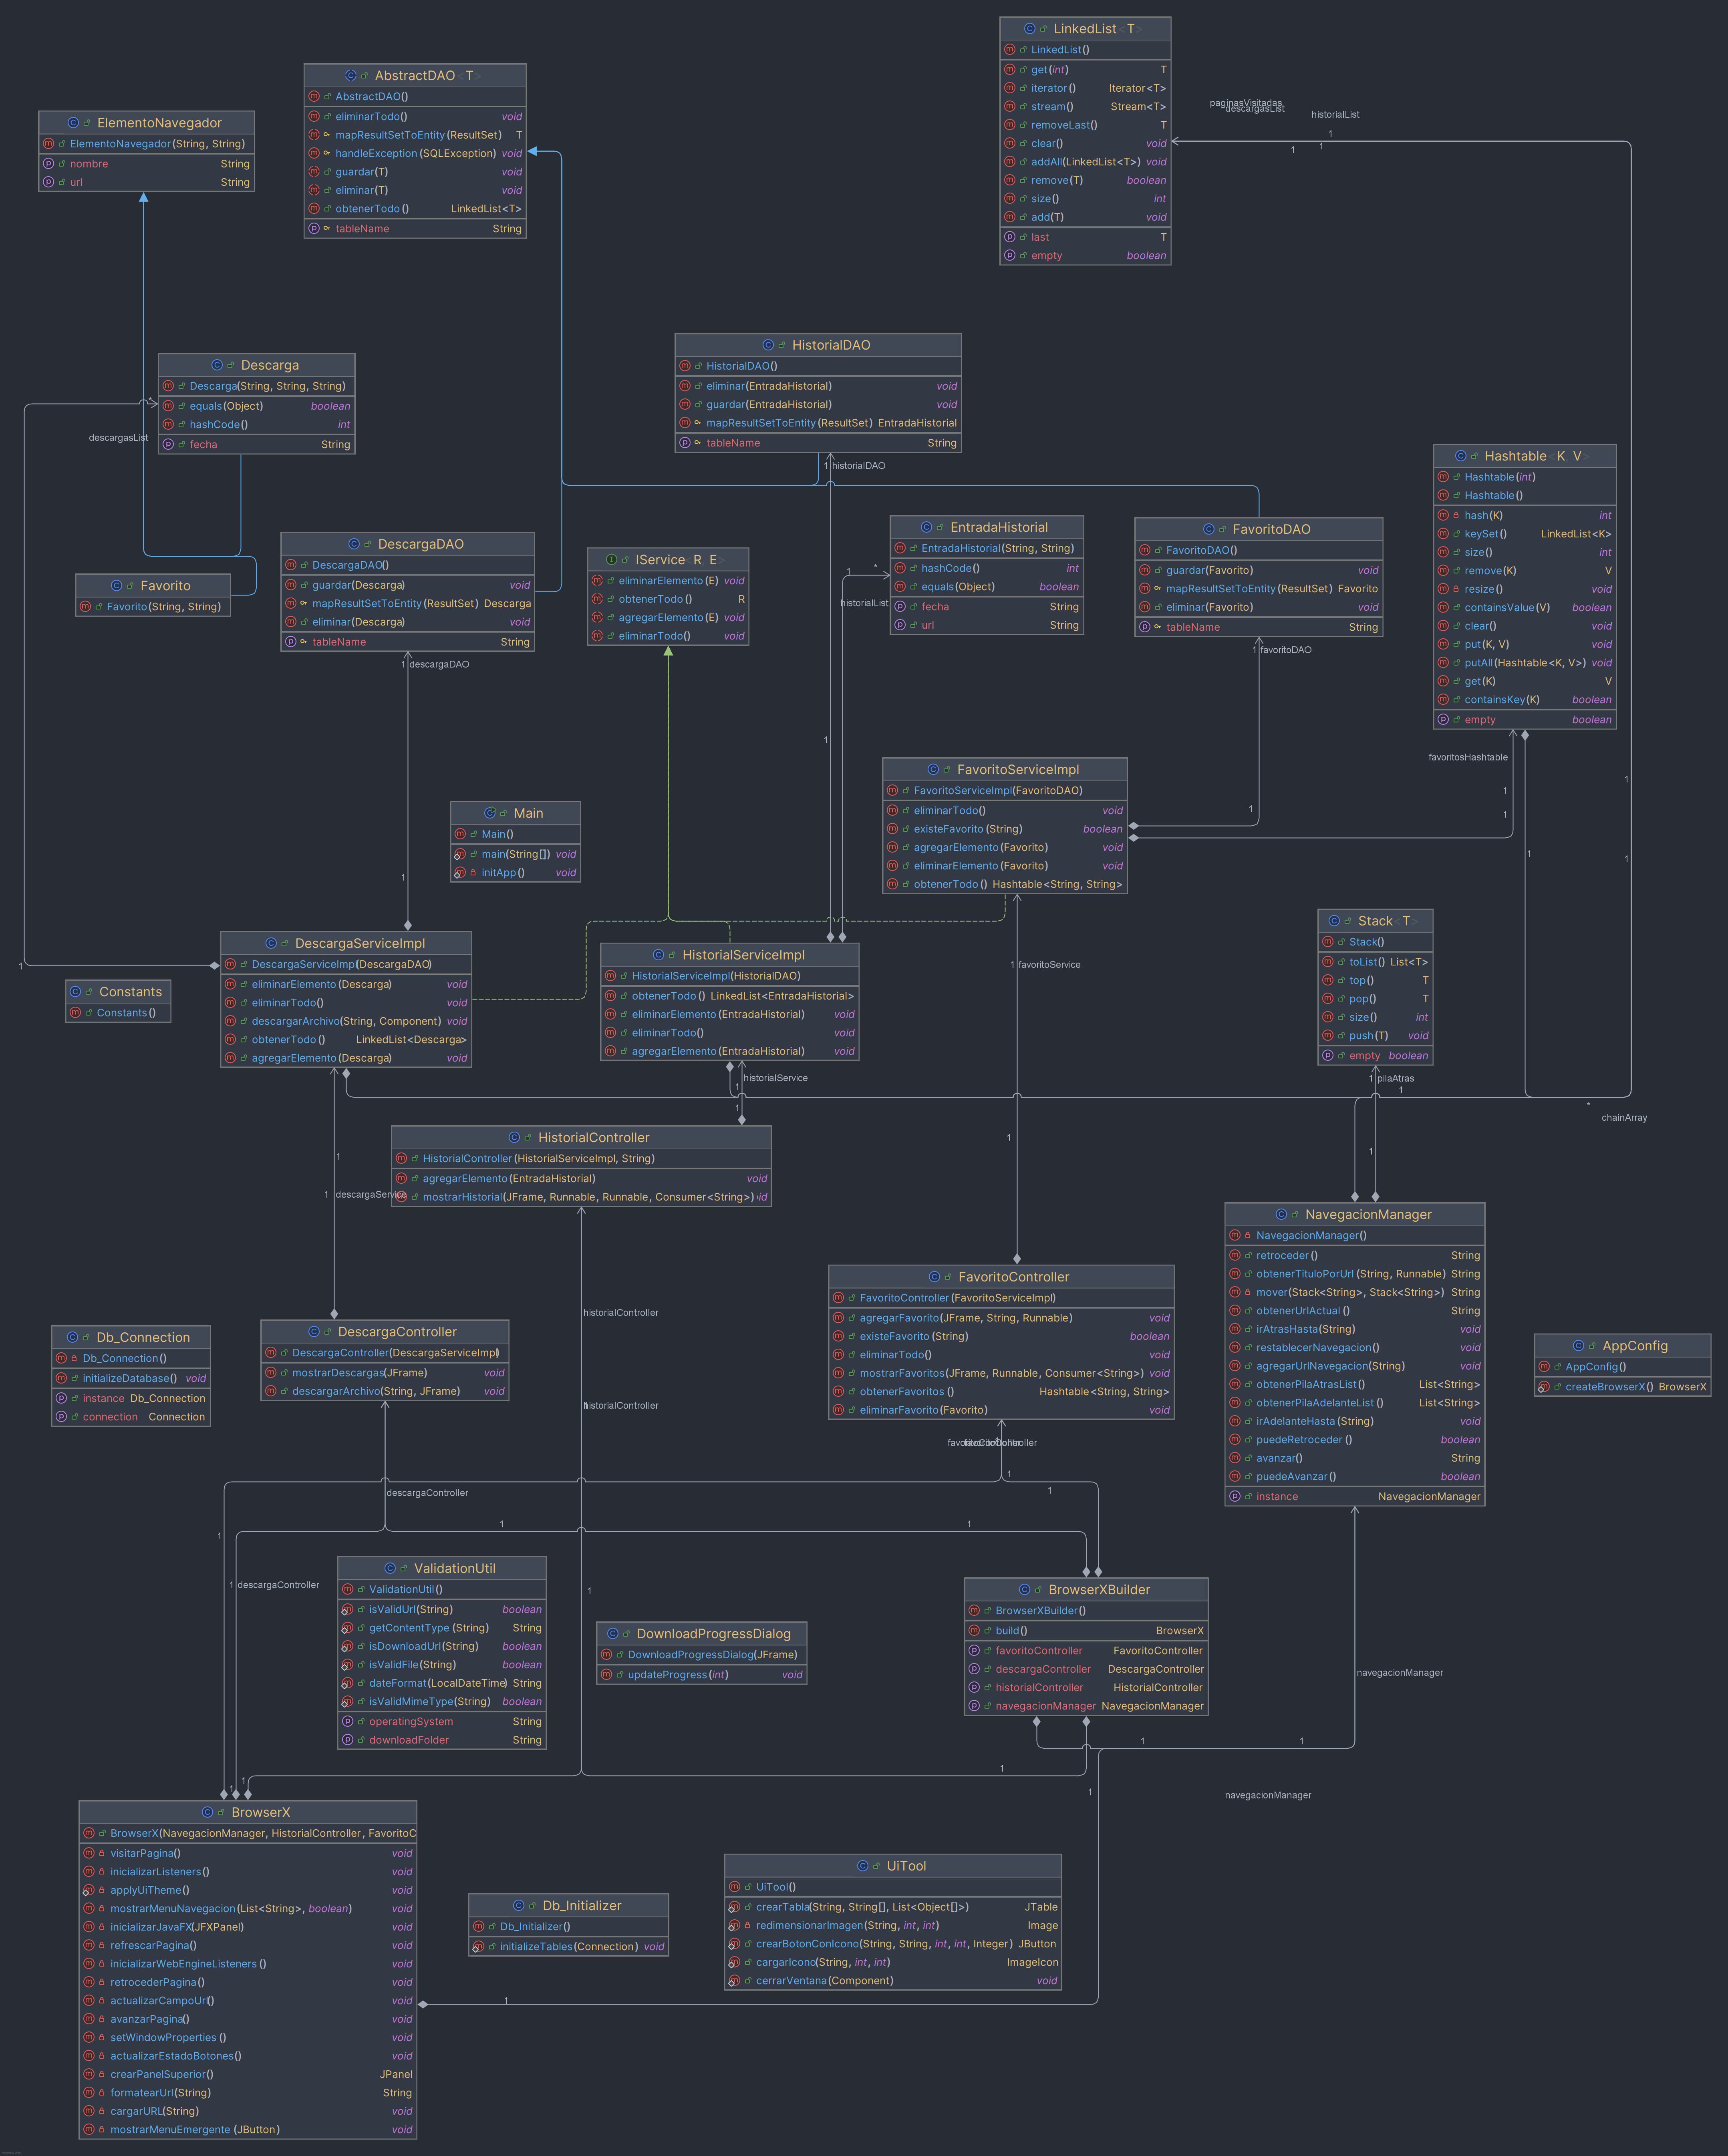 LinkedList<T>
LinkedList()
get(int) T
iterator() Iterator<T>
stream() Stream<T>
removeLast() T
clear() void
addAll(LinkedList<T>) void
remove(T) boolean
size() int
add(T) void
last T
empty boolean
AbstractDAO<T>
AbstractDAO()
eliminarTodo() void
mapResultSetToEntity(ResultSet) T
handleException(SQLException) void
guardar(T) void
eliminar(T) void
obtenerTodo() LinkedList<T>
tableName String
ElementoNavegador
ElementoNavegador(String, String)
nombre String
url String
paginasVisitadas
descargasList
historialList
1
1
1
Descarga
Descarga(String, String, String)
equals(Object) boolean
hashCode() int
fecha String
*
descargasList
HistorialDAO
HistorialDAO()
eliminar(EntradaHistorial) void
guardar(EntradaHistorial) void
mapResultSetToEntity(ResultSet) EntradaHistorial
tableName String
1 historialDAO
Hashtable<K, V>
Hashtable(int)
Hashtable()
hash(K) int
keySet() LinkedList<K>
size() int
remove(K) V
resize() void
containsValue(V) boolean
clear() void
put(K, V) void
putAll(Hashtable<K, V>) void
get(K) V
containsKey(K) boolean
empty boolean
EntradaHistorial
EntradaHistorial(String, String)
hashCode() int
equals(Object) boolean
fecha String
url String
1
*
historialList
FavoritoDAO
FavoritoDAO()
guardar(Favorito) void
mapResultSetToEntity(ResultSet) Favorito
eliminar(Favorito) void
tableName String
1 favoritoDAO
DescargaDAO
DescargaDAO()
guardar(Descarga) void
mapResultSetToEntity(ResultSet) Descarga
eliminar(Descarga) void
tableName String
1 descargaDAO
IService<R, E>
eliminarElemento(E) void
obtenerTodo() R
agregarElemento(E) void
eliminarTodo() void
Favorito
Favorito(String, String)
1
favoritosHashtable
1
1
1
1
FavoritoServiceImpl
FavoritoServiceImpl(FavoritoDAO)
eliminarTodo() void
existeFavorito(String) boolean
agregarElemento(Favorito) void
eliminarElemento(Favorito) void
obtenerTodo() Hashtable<String, String>
1
1
Main
Main()
main(String[]) void
initApp() void
1
Stack<T>
Stack()
toList() List<T>
top() T
pop() T
size() int
push(T) void
empty boolean
DescargaServiceImpl
DescargaServiceImpl(DescargaDAO)
eliminarElemento(Descarga) void
eliminarTodo() void
descargarArchivo(String, Component) void
obtenerTodo() LinkedList<Descarga>
agregarElemento(Descarga) void
1
HistorialServiceImpl
HistorialServiceImpl(HistorialDAO)
obtenerTodo() LinkedList<EntradaHistorial>
eliminarElemento(EntradaHistorial) void
eliminarTodo() void
agregarElemento(EntradaHistorial) void
1 favoritoService
Constants
Constants()
historialService
1
1
1 pilaAtras
1
*
chainArray
HistorialController
HistorialController(HistorialServiceImpl, String)
agregarElemento(EntradaHistorial) void
mostrarHistorial(JFrame, Runnable, Runnable, Consumer<String>) id
1
1 descargaService
1
1
NavegacionManager
NavegacionManager()
retroceder() String
obtenerTituloPorUrl(String, Runnable) String
mover(Stack<String>, Stack<String>) String
obtenerUrlActual() String
irAtrasHasta(String) void
restablecerNavegacion() void
agregarUrlNavegacion(String) void
obtenerPilaAtrasList() List<String>
obtenerPilaAdelanteList() List<String>
irAdelanteHasta(String) void
puedeRetroceder() boolean
avanzar() String
puedeAvanzar() boolean
instance NavegacionManager
FavoritoController
FavoritoController(FavoritoServiceImpl)
agregarFavorito(JFrame, String, Runnable) void
existeFavorito(String) boolean
eliminarTodo() void
mostrarFavoritos(JFrame, Runnable, Consumer<String>) void
obtenerFavoritos() Hashtable<String, String>
eliminarFavorito(Favorito) void
historialController
historialController
DescargaController
DescargaController(DescargaServiceImpl)
mostrarDescargas(JFrame) void
descargarArchivo(String, JFrame) void
Db_Connection
Db_Connection()
initializeDatabase() void
instance Db_Connection
connection Connection
AppConfig
AppConfig()
createBrowserX() BrowserX
1
1
descargaController
1
1
1
1 descargaController
ValidationUtil
ValidationUtil()
isValidUrl(String) boolean
getContentType(String) String
isDownloadUrl(String) boolean
isValidFile(String) boolean
dateFormat(LocalDateTime) String
isValidMimeType(String) boolean
operatingSystem String
downloadFolder String
1
BrowserXBuilder
BrowserXBuilder()
build() BrowserX
favoritoController FavoritoController
descargaController DescargaController
historialController HistorialController
navegacionManager NavegacionManager
DownloadProgressDialog
DownloadProgressDialog(JFrame)
updateProgress(int) void
navegacionManager
1
1
1
1
1
1
navegacionManager
BrowserX
BrowserX(NavegacionManager, HistorialController, FavoritoC
visitarPagina() void
inicializarListeners() void
applyUiTheme() void
mostrarMenuNavegacion(List<String>, boolean) void
inicializarJavaFX(JFXPanel) void
refrescarPagina() void
inicializarWebEngineListeners() void
retrocederPagina() void
actualizarCampoUrl() void
avanzarPagina() void
setWindowProperties() void
actualizarEstadoBotones() void
crearPanelSuperior() JPanel
formatearUrl(String) String
cargarURL(String) void
mostrarMenuEmergente(JButton) void
1
Db_Initializer
Db_Initializer()
initializeTables(Connection) void
UiTool
UiTool()
crearTabla(String, String[], List<Object[]>) JTable
redimensionarImagen(String, int, int) Image
crearBotonConIcono(String, String, int, int, Integer) JButton
cargarIcono(String, int, int) ImageIcon
cerrarVentana(Component) void